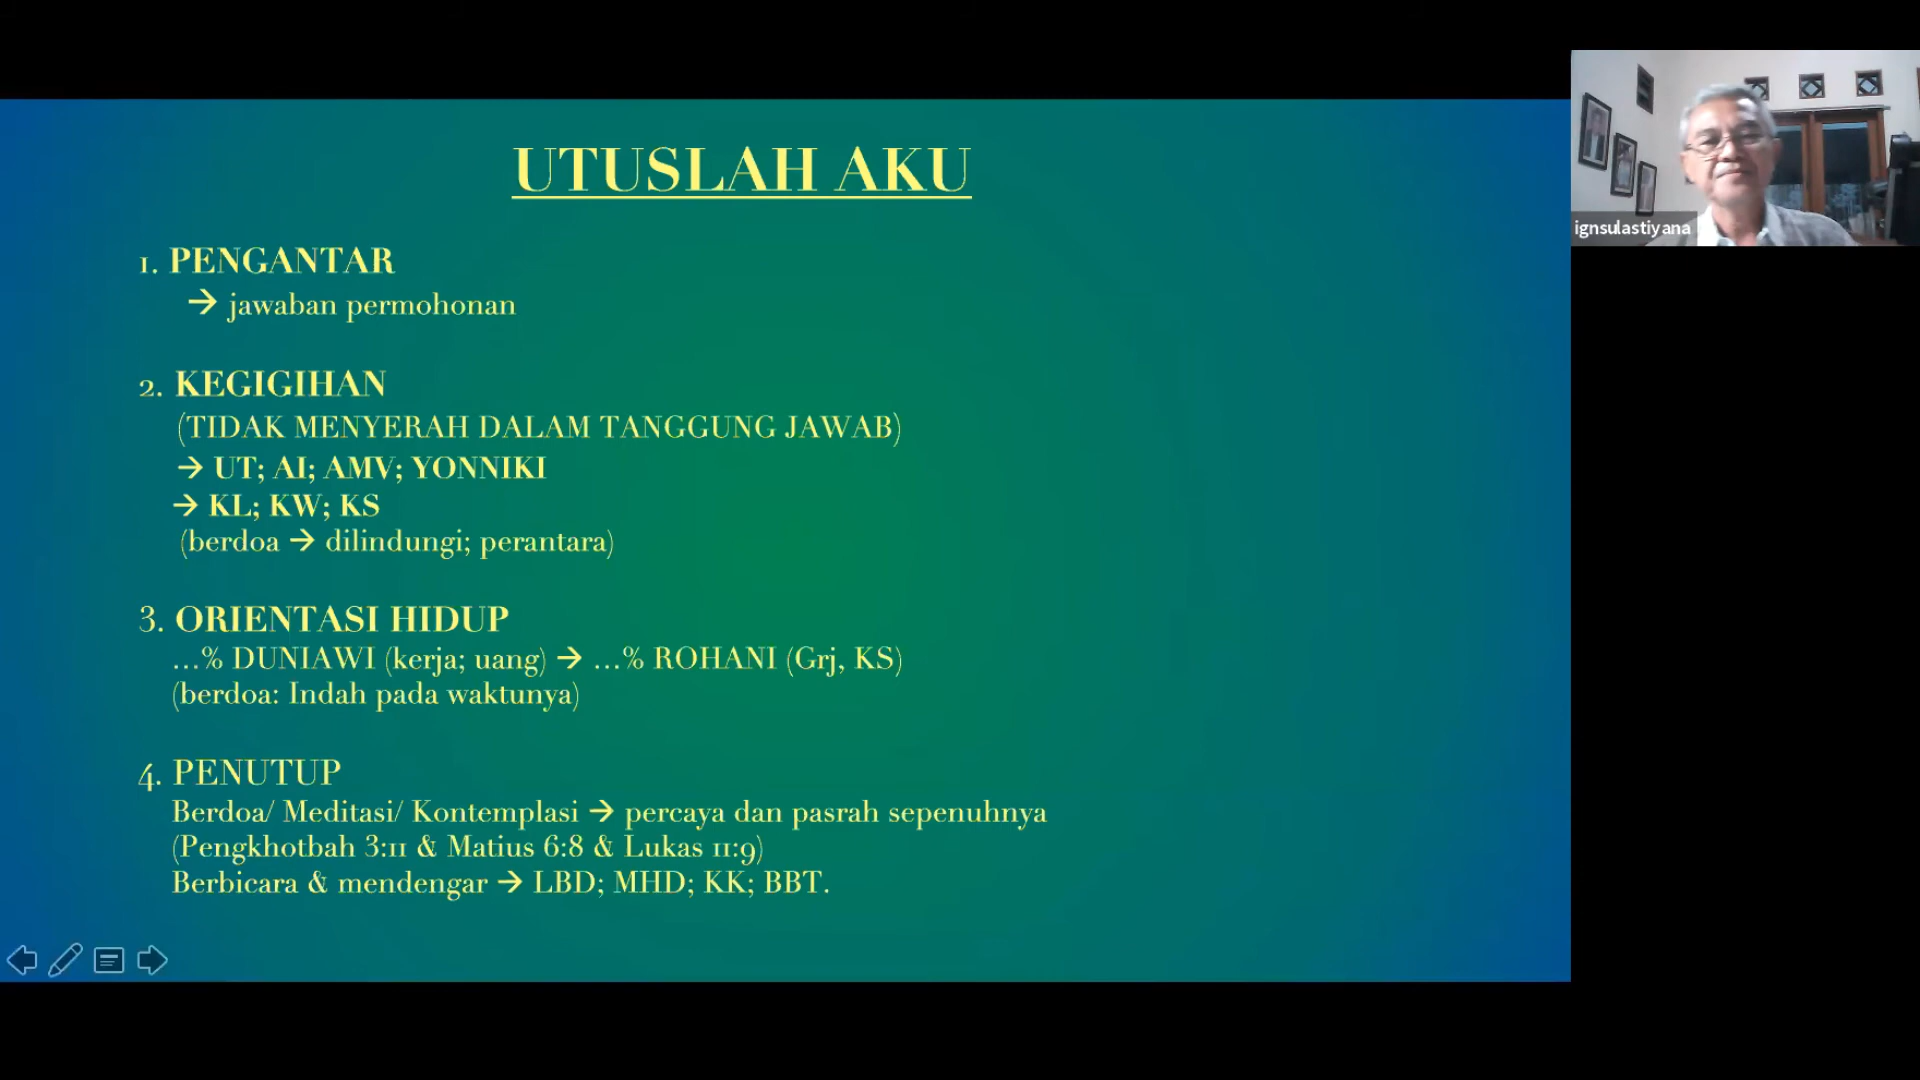 UTUSLAH AKU
1. PENGANTAR
→ jawaban permohonan
2. KEGIGIHAN
(TIDAK MENYERAH DALAM TANGGUNG JAWAB)
→ UT; AI; AMV; YONNIKI
→ KL; KW; KS
(berdoa → dilindungi; perantara)
3. ORIENTASI HIDUP
...% DUNIAWI (kerja; uang) → ...% ROHANI (Grj, KS)
(berdoa: Indah pada waktunya)
4. PENUTUP
Berdoa/ Meditasi/ Kontemplasi → percaya dan pasrah sepenuhnya
(Pengkhotbah 3:11 & Matius 6:8 & Lukas 11:9)
Berbicara & mendengar → LBD; MHD; KK; BBT.
ignsulastiyana